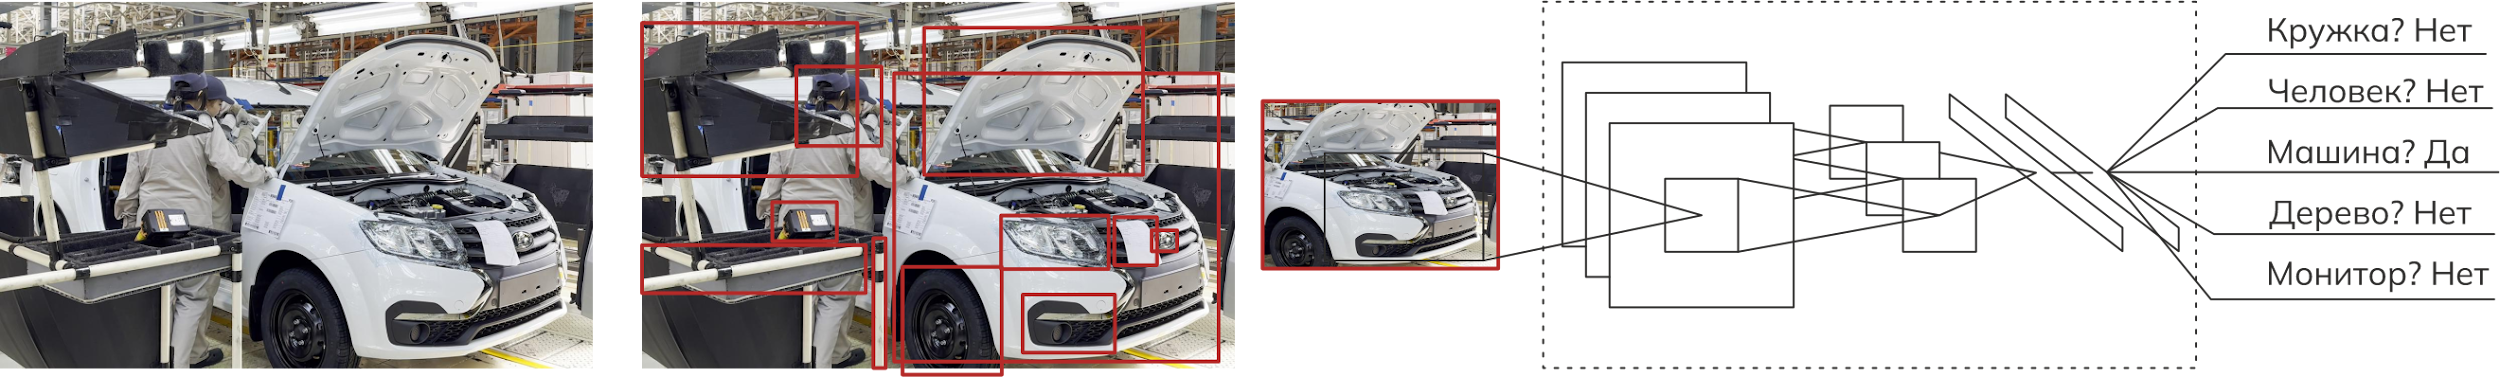 Кружка? Нет
Человек? Нет
Машина? Да
Дерево? Нет
Монитор? Нет